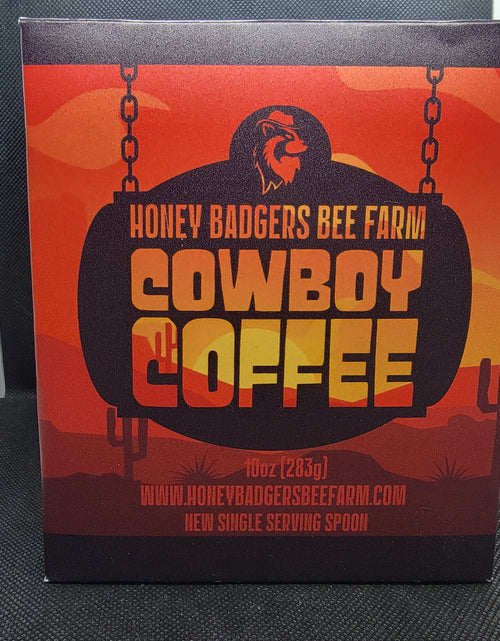 HONEY BADGERS BEE FARM
COWBOY
COFFEE
10oz (283g)
WWW.HONEYBADGERSBEEFARM.COM
NEW SINGLE SERVING SPOON